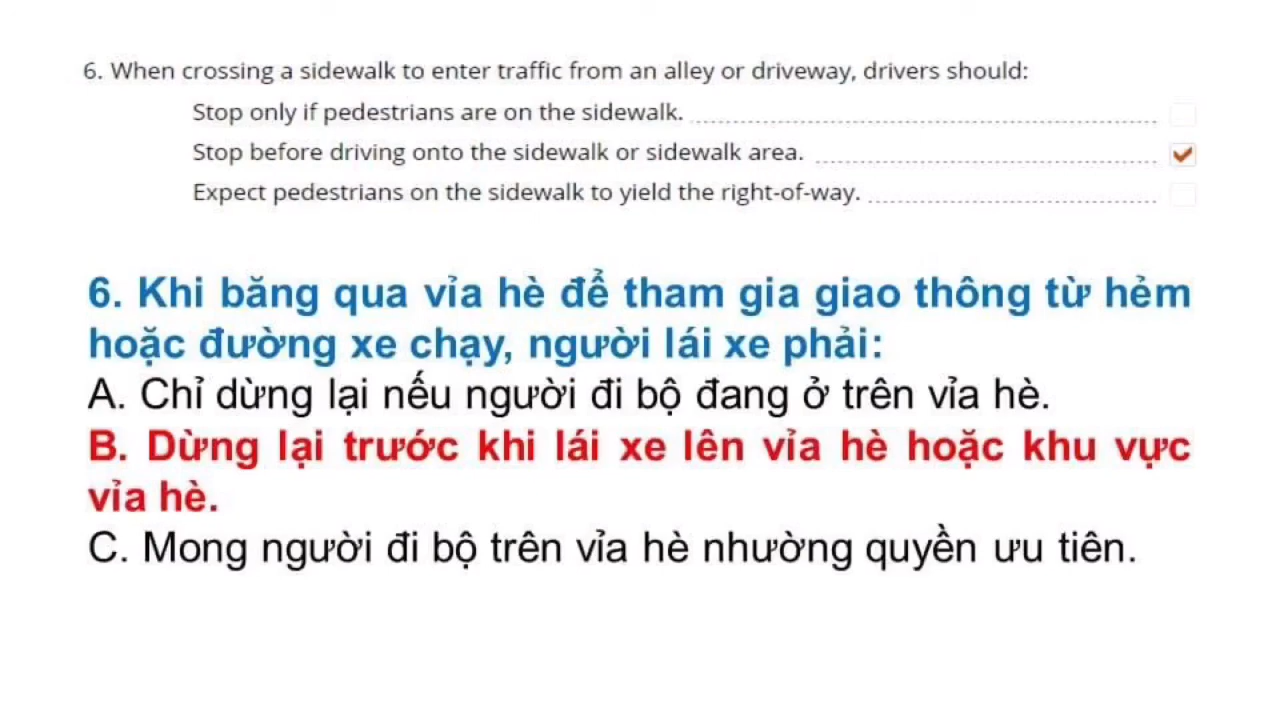 6. When crossing a sidewalk to enter traffic from an alley or driveway, drivers should:
Stop only if pedestrians are on the sidewalk.
Stop before driving onto the sidewalk or sidewalk area.
Expect pedestrians on the sidewalk to yield the right-of-way.
6. Khi băng qua vỉa hè để tham gia giao thông từ hẻm
hoặc đường xe chạy, người lái xe phải:
A. Chỉ dừng lại nếu người đi bộ đang ở trên vỉa hè.
B. Dừng lại trước khi lái xe lên vỉa hè hoặc khu vực
vỉa hè.
C. Mong người đi bộ trên vỉa hè nhường quyền ưu tiên.